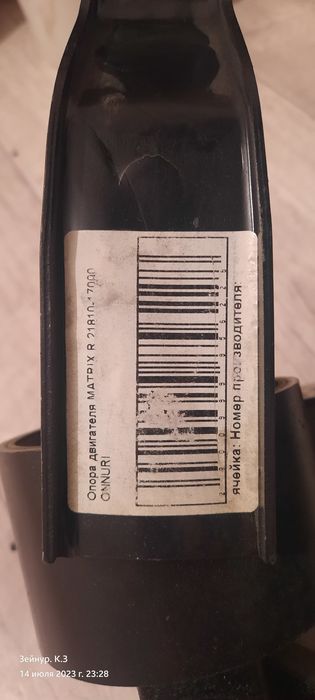 Опора двигателя MATRIX R 21810-17000
ONNURI
ячейка: Номер производителя:
Зейнур. К.З
14 июля 2023 г. 23:28